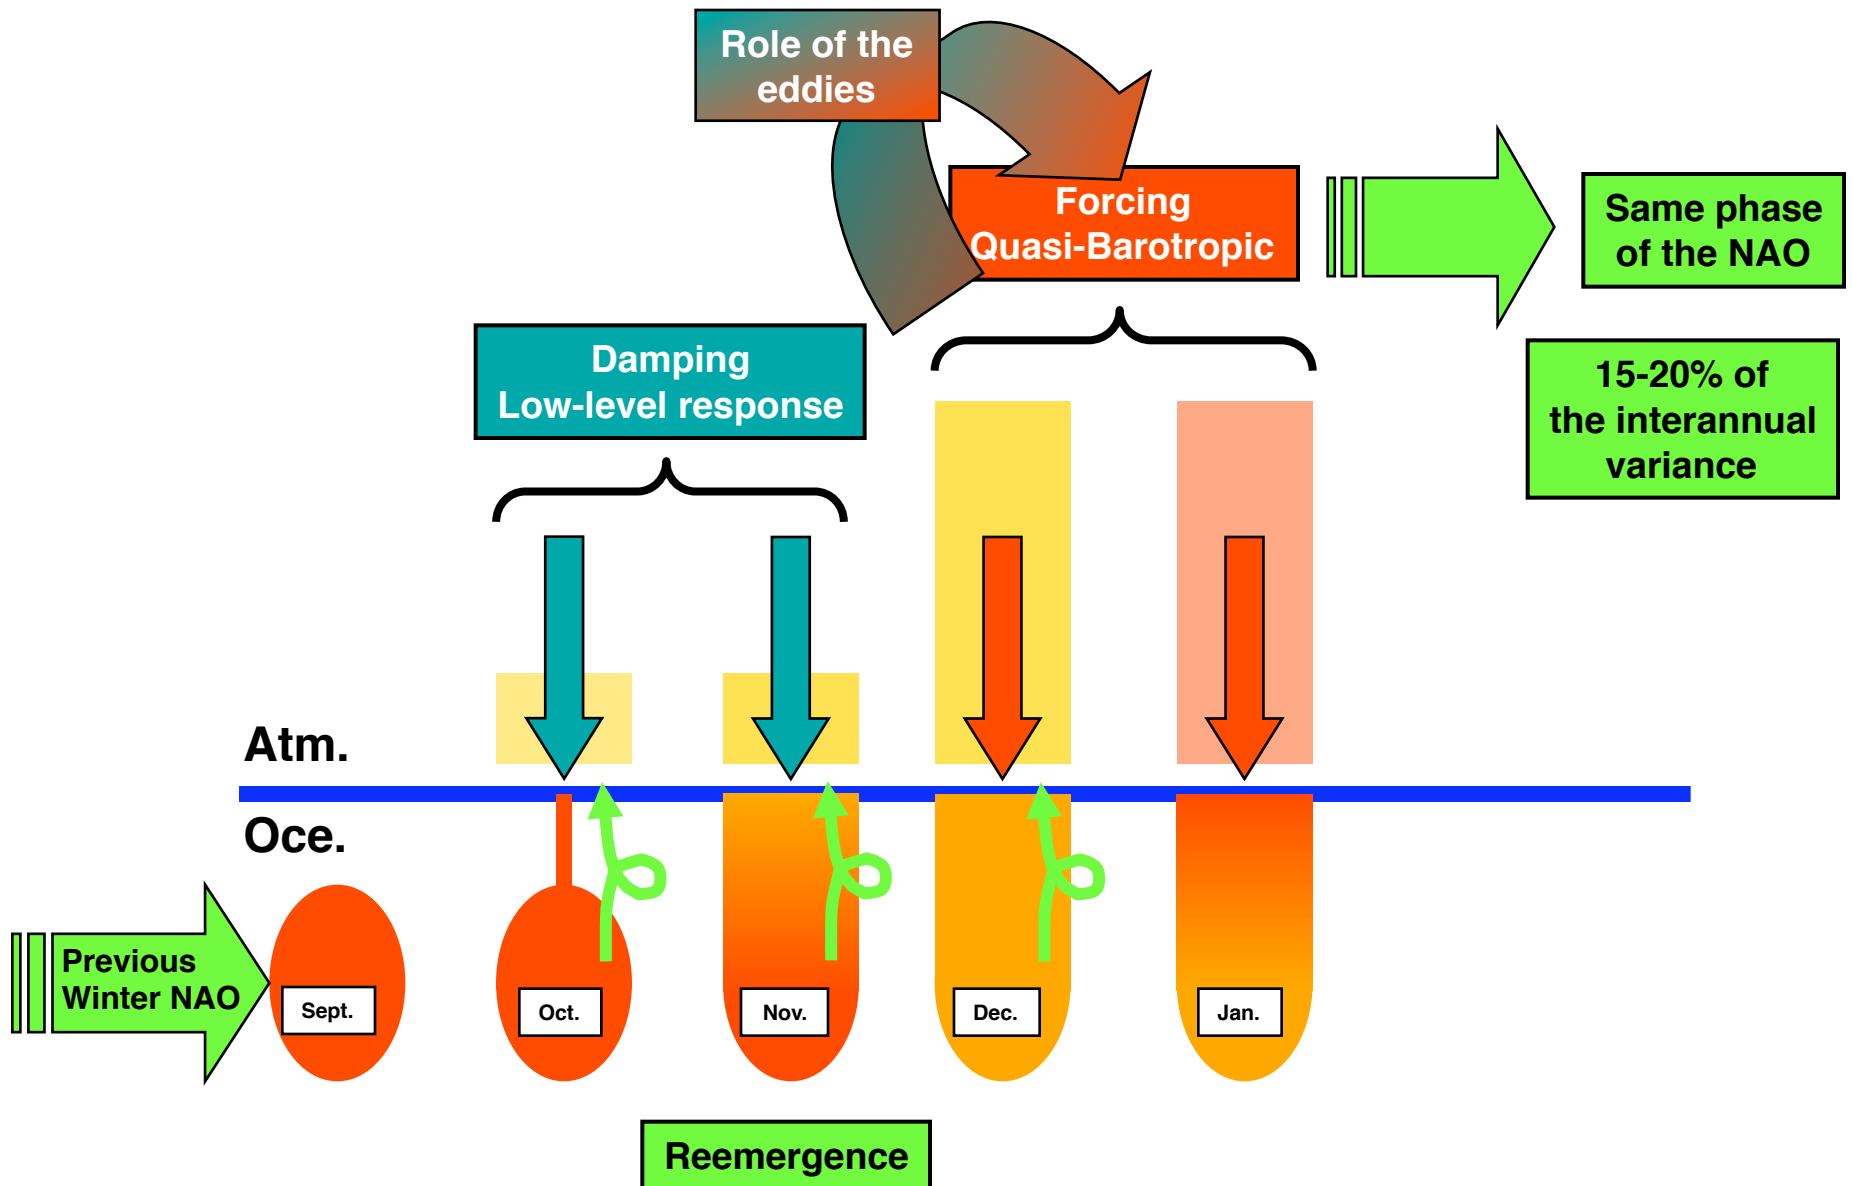 Role of the
eddies
Forcing
Quasi-Barotropic
Same phase
of the NAO
Damping
Low-level response
15-20% of
the interannual
variance
Atm.
Oce.
Previous
Winter NAO
Sept.
Oct.
Nov.
Dec.
Jan.
Reemergence